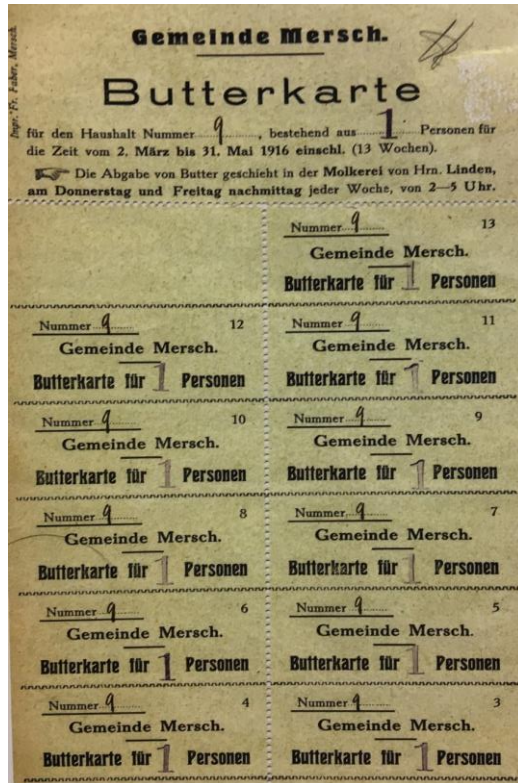 Impr. Fr. Faber, Mersch.
Gemeinde Mersch.
Butterkarte
für den Haushalt Nummer 9, bestehend aus 1 Personen für
die Zeit vom 2. März bis 31. Mai 1916 einschl. (13 Wochen).
☛ Die Abgabe von Butter geschieht in der Molkerei von Hrn. Linden,
am Donnerstag und Freitag nachmittag jeder Woche, von 2—5 Uhr.
Nummer 9 13
Gemeinde Mersch.
Butterkarte für 1 Personen
Nummer 9 12
Gemeinde Mersch.
Butterkarte für 1 Personen
Nummer 9 11
Gemeinde Mersch.
Butterkarte für 1 Personen
Nummer 9 10
Gemeinde Mersch.
Butterkarte für 1 Personen
Nummer 9 9
Gemeinde Mersch.
Butterkarte für 1 Personen
Nummer 9 8
Gemeinde Mersch.
Butterkarte für 1 Personen
Nummer 9 7
Gemeinde Mersch.
Butterkarte für 1 Personen
Nummer 9 6
Gemeinde Mersch.
Butterkarte für 1 Personen
Nummer 9 5
Gemeinde Mersch.
Butterkarte für 1 Personen
Nummer 9 4
Gemeinde Mersch.
Butterkarte für 1 Personen
Nummer 9 3
Gemeinde Mersch.
Butterkarte für 1 Personen